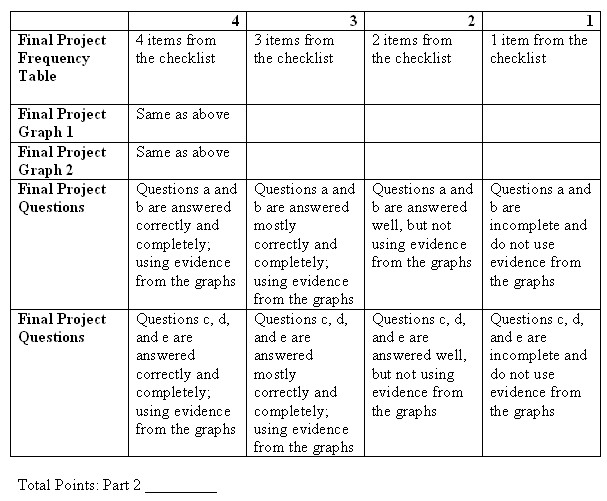 4 3 2 1
Final Project Frequency Table
4 items from the checklist
3 items from the checklist
2 items from the checklist
1 item from the checklist
Final Project Graph 1
Same as above
Final Project Graph 2
Same as above
Final Project Questions
Questions a and b are answered correctly and completely; using evidence from the graphs
Questions a and b are answered mostly correctly and completely; using evidence from the graphs
Questions a and b are answered well, but not using evidence from the graphs
Questions a and b are incomplete and do not use evidence from the graphs
Final Project Questions
Questions c, d, and e are answered correctly and completely; using evidence from the graphs
Questions c, d, and e are answered mostly correctly and completely; using evidence from the graphs
Questions c, d, and e are answered well, but not using evidence from the graphs
Questions c, d, and e are incomplete and do not use evidence from the graphs
Total Points: Part 2 _________